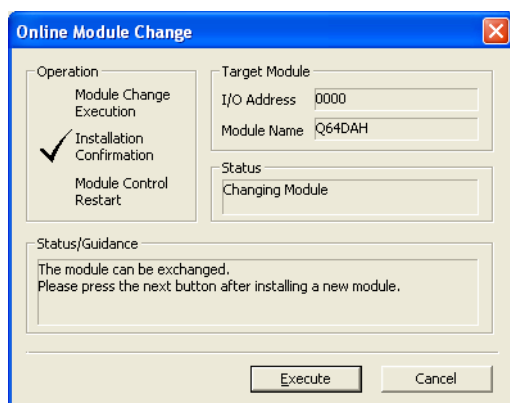 Online Module Change
Operation
Module Change
Execution
Installation
Confirmation
Module Control
Restart
Target Module
I/O Address 0000
Module Name Q64DAH
Status
Changing Module
Status/Guidance
The module can be exchanged.
Please press the next button after installing a new module.
Execute Cancel